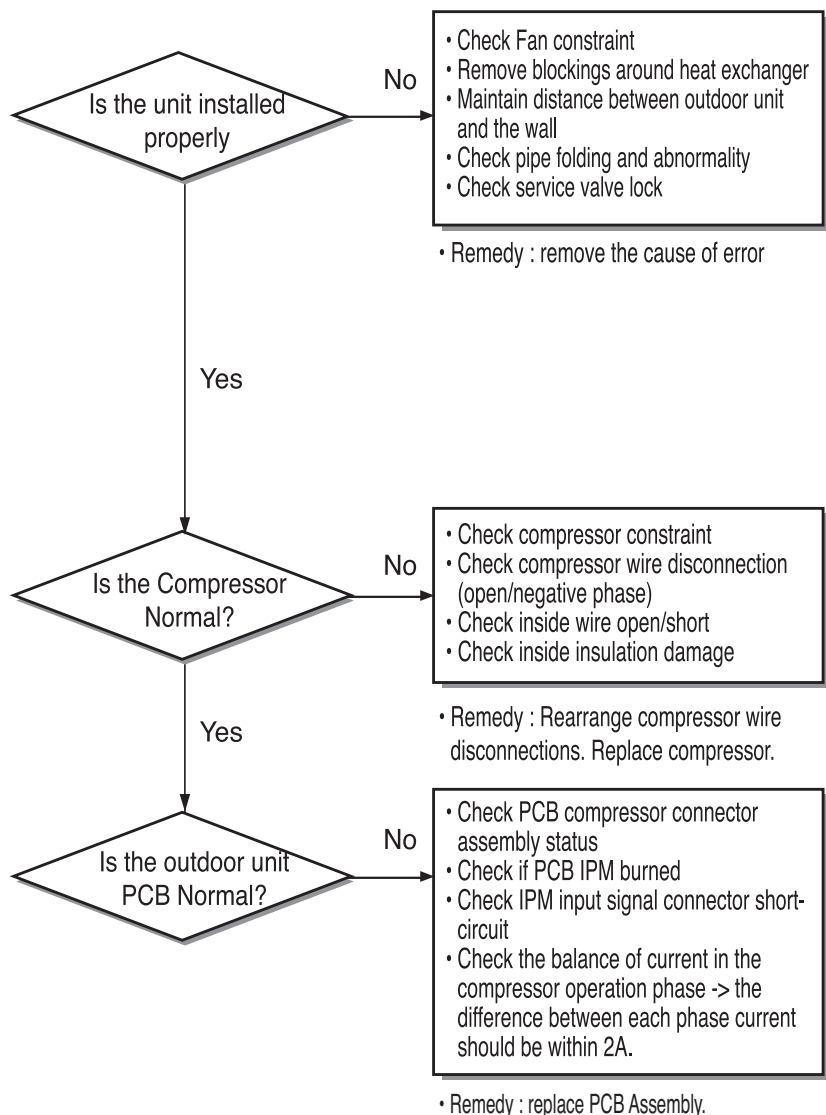 Is the unit installed
properly
No
• Check Fan constraint
• Remove blockings around heat exchanger
• Maintain distance between outdoor unit
and the wall
• Check pipe folding and abnormality
• Check service valve lock
• Remedy : remove the cause of error
Yes
Is the Compressor
Normal?
No
• Check compressor constraint
• Check compressor wire disconnection
(open/negative phase)
• Check inside wire open/short
• Check inside insulation damage
• Remedy : Rearrange compressor wire
disconnections. Replace compressor.
Yes
Is the outdoor unit
PCB Normal?
No
• Check PCB compressor connector
assembly status
• Check if PCB IPM burned
• Check IPM input signal connector short-
circuit
• Check the balance of current in the
compressor operation phase -> the
difference between each phase current
should be within 2A.
• Remedy : replace PCB Assembly.